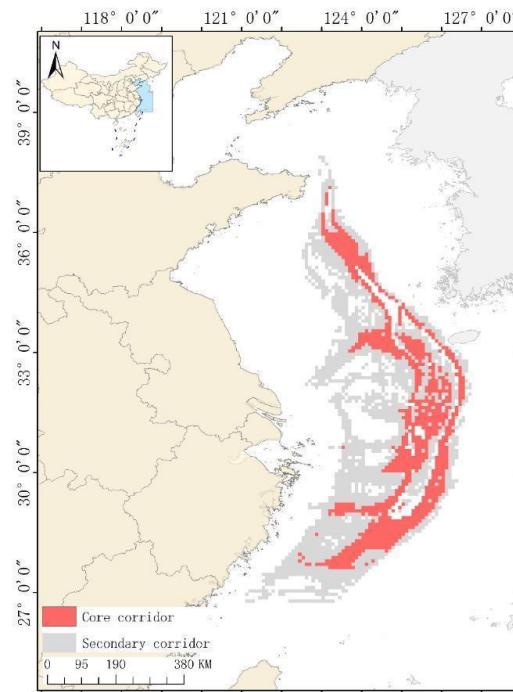 118° 0′ 0″ 121° 0′ 0″ 124° 0′ 0″ 127° 0′ 0″
N
39° 0′ 0″
36° 0′ 0″
33° 0′ 0″
30° 0′ 0″
27° 0′ 0″
Core corridor
Secondary corridor
0 95 190 380 KM